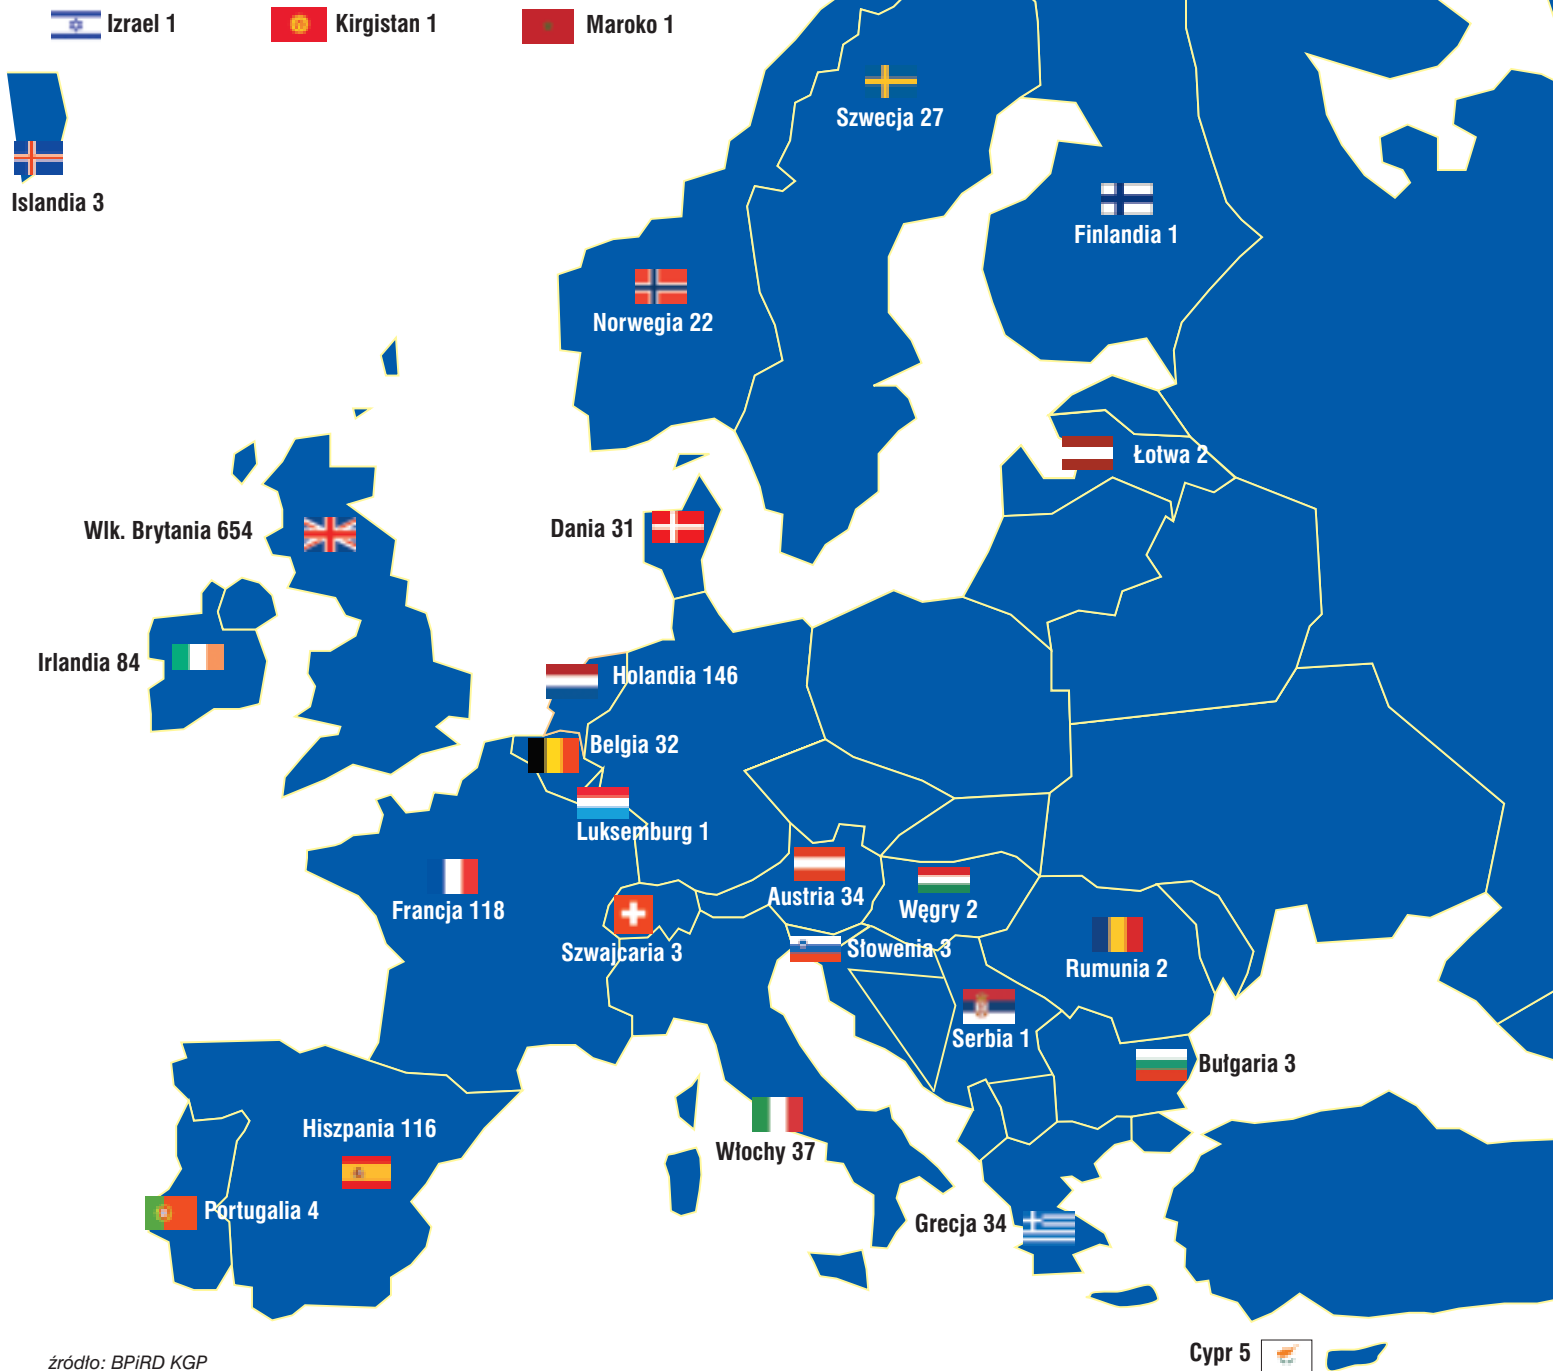 Izrael 1
Kirgistan 1
Maroko 1
Szwecja 27
Islandia 3
Finlandia 1
Norwegia 22
Łotwa 2
Wlk. Brytania 654
Dania 31
Irlandia 84
Holandia 146
Belgia 32
Luksemburg 1
Francja 118
Austria 34
Węgry 2
Szwajcaria 3
Słowenia 3
Rumunia 2
Serbia 1
Bułgaria 3
Hiszpania 116
Włochy 37
Portugalia 4
Grecja 34
Cypr 5
źródło: BPiRD KGP